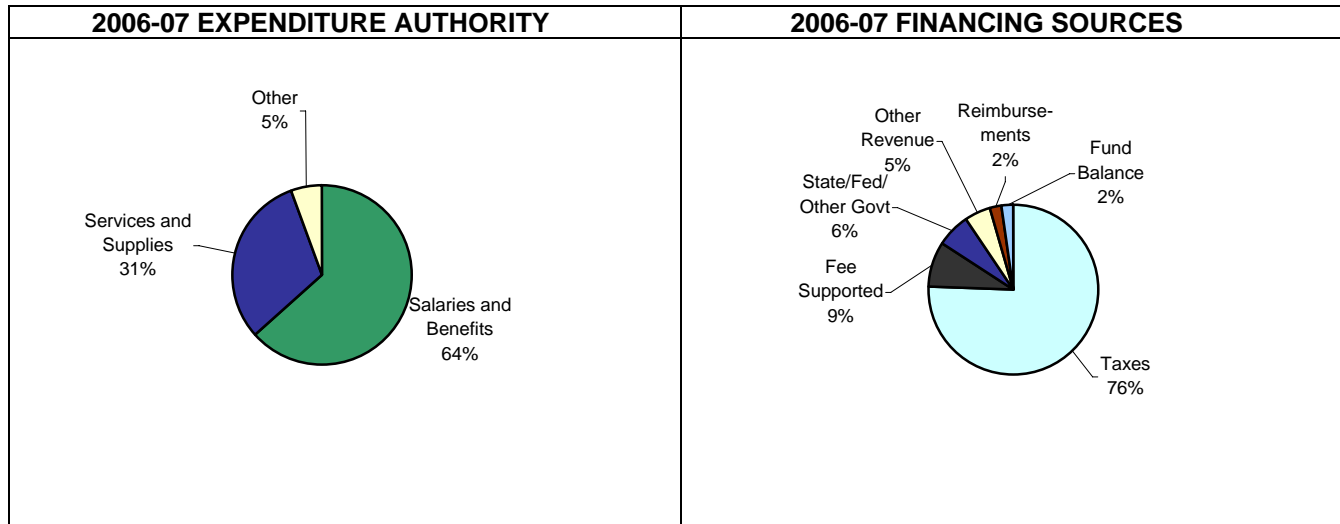 2006-07 EXPENDITURE AUTHORITY
Other
5%
Services and
Supplies
31%
Salaries and
Benefits
64%
2006-07 FINANCING SOURCES
Reimburse-
ments
2%
Other
Revenue
5%
Fund
Balance
2%
State/Fed/
Other Govt
6%
Fee
Supported
9%
Taxes
76%